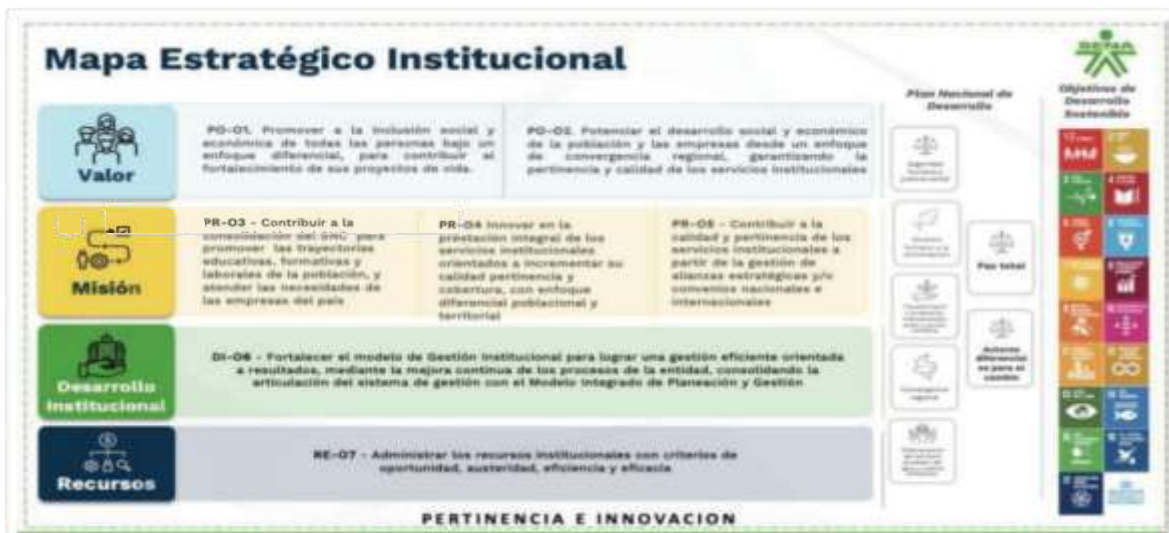 Mapa Estratégico Institucional
SENA
Plan Nacional de
Desarrollo
Objetivos de
Desarrollo
Sostenible
Valor
PO-01. Promover a la inclusión social y
económica de todas las personas bajo un
enfoque diferencial, para contribuir al
fortalecimiento de sus proyectos de vida.
PO-02. Potenciar el desarrollo social y económico
de la población y las empresas desde un enfoque
de convergencia regional, garantizando la
pertinencia y calidad de los servicios institucionales
Misión
PR-03 - Contribuir a la
consolidación del SNC para
promover las trayectorias
educativas, formativas y
laborales de la población, y
atender las necesidades de
las empresas del país
PR-04 Innovar en la
prestación integral de los
servicios institucionales
orientados a incrementar su
calidad pertinencia y
cobertura, con enfoque
diferencial poblacional y
territorial
PR-05 - Contribuir a la
calidad y pertinencia de los
servicios institucionales a
partir de la gestión de
alianzas estratégicas y/o
convenios nacionales e
internacionales
Paz total
Desarrollo
Institucional
DI-06 - Fortalecer el modelo de Gestión Institucional para lograr una gestión eficiente orientada
a resultados, mediante la mejora continua de los procesos de la entidad, consolidando la
articulación del sistema de gestión con el Modelo Integrado de Planeación y Gestión
Actores
diferencial
es para el
cambio
Convergencia
regional
Recursos
RE-07 - Administrar los recursos institucionales con criterios de
oportunidad, austeridad, eficiencia y eficacia
PERTINENCIA E INNOVACION